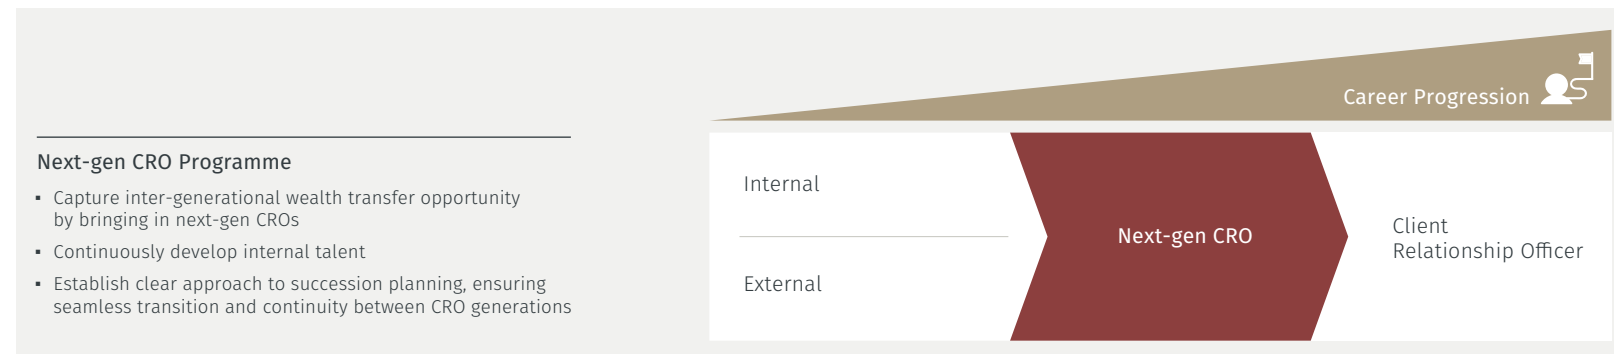 Next-gen CRO Programme
▪ Capture inter-generational wealth transfer opportunity
by bringing in next-gen CROs
▪ Continuously develop internal talent
▪ Establish clear approach to succession planning, ensuring
seamless transition and continuity between CRO generations
Career Progression
Internal
External
Next-gen CRO
Client
Relationship Officer